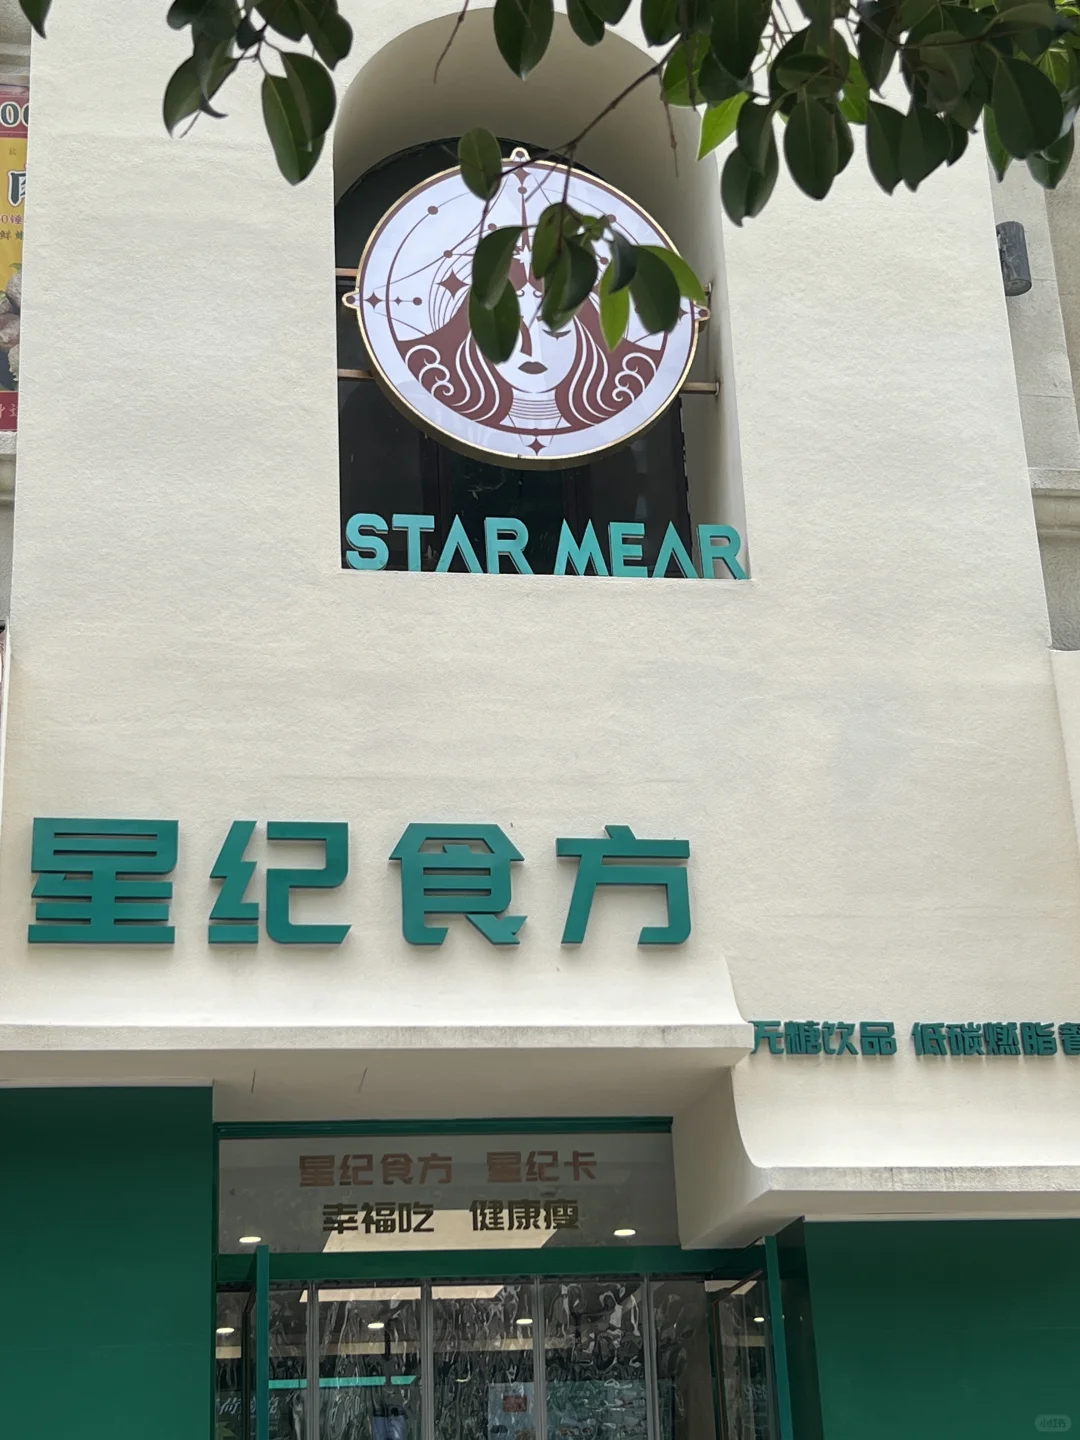 STAR MEAR
星纪食方
无糖饮品 低碳燃脂餐
星纪食方 星纪卡
幸福吃 健康瘦